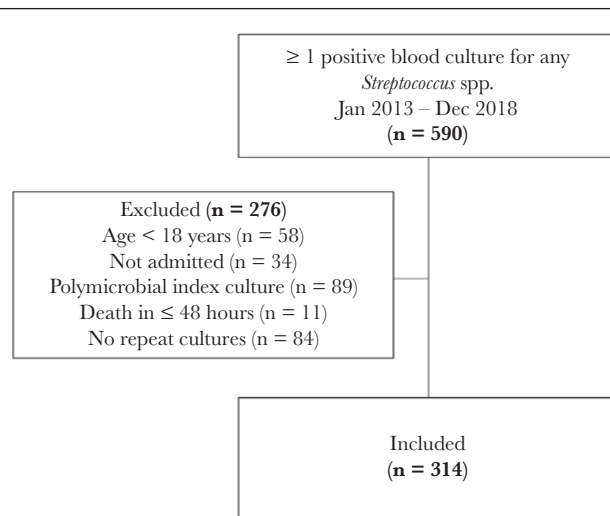 ≥ 1 positive blood culture for any
Streptococcus spp.
Jan 2013 – Dec 2018
(n = 590)
Excluded (n = 276)
Age < 18 years (n = 58)
Not admitted (n = 34)
Polymicrobial index culture (n = 89)
Death in ≤ 48 hours (n = 11)
No repeat cultures (n = 84)
Included
(n = 314)